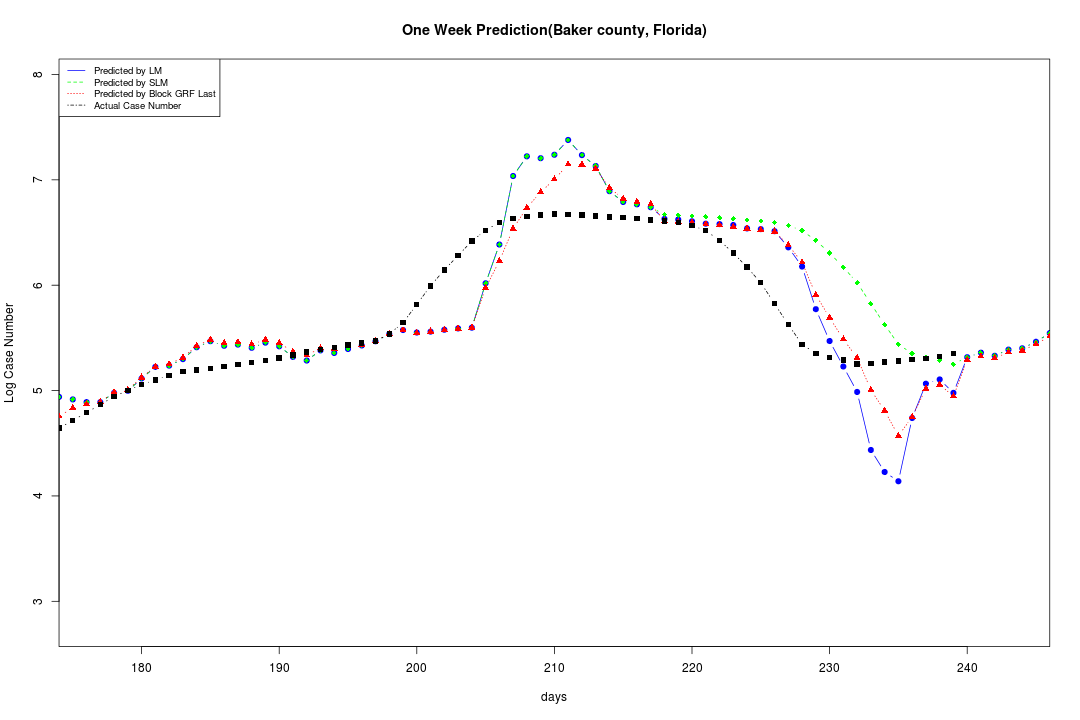 One Week Prediction(Baker county, Florida)
Predicted by LM
Predicted by SLM
Predicted by Block GRF Last
Actual Case Number
8
7
6
5
4
3
Log Case Number
180 190 200 210 220 230 240
days